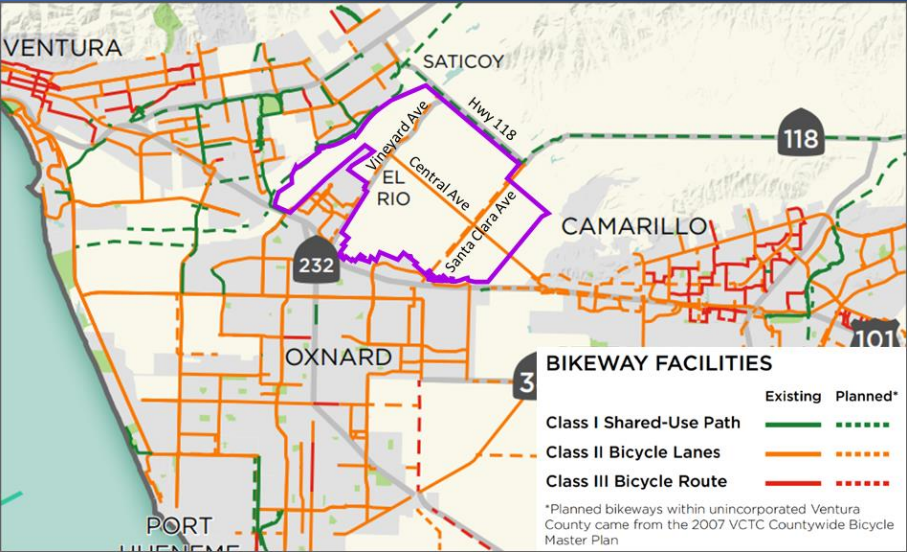 VENTURA
SATICOY
Hwy 118
118
Vineyard Ave
Central Ave
EL
RIO
Santa Clara Ave
CAMARILLO
232
101
OXNARD
3
BIKEWAY FACILITIES
Existing Planned*
Class I Shared-Use Path
Class II Bicycle Lanes
Class III Bicycle Route
*Planned bikeways within unincorporated Ventura
County came from the 2007 VCTC Countywide Bicycle
Master Plan
PORT
HUENEME